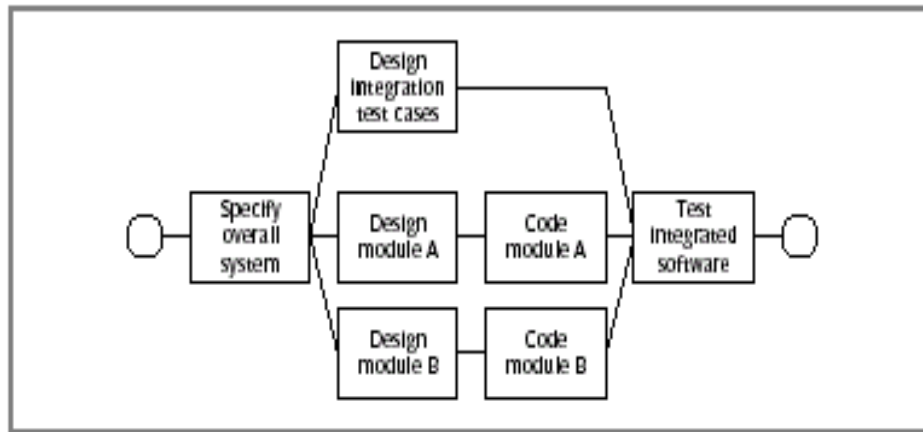 Design
integration
test cases
Specify
overall
system
Design
module A
Code
module A
Test
integrated
software
Design
module B
Code
module B